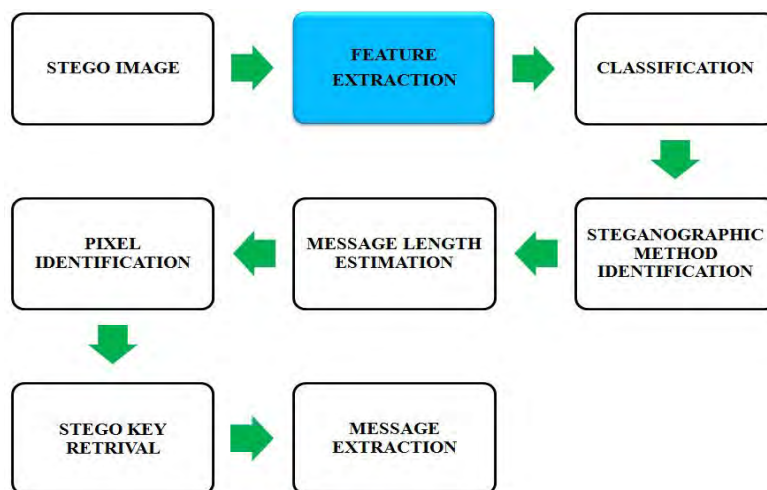 STEGO IMAGE
FEATURE
EXTRACTION
CLASSIFICATION
STEGANOGRAPHIC
METHOD
IDENTIFICATION
MESSAGE LENGTH
ESTIMATION
PIXEL
IDENTIFICATION
STEGO KEY
RETRIVAL
MESSAGE
EXTRACTION